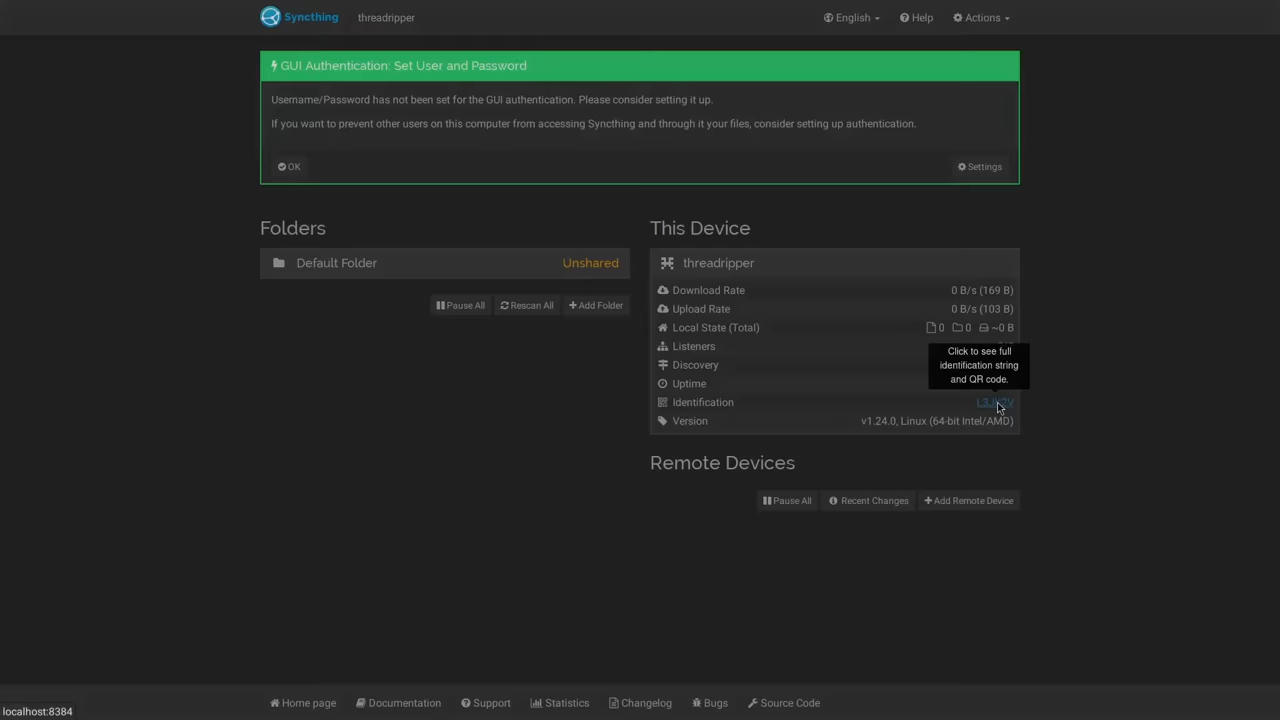 Syncthing threadripper English Help Actions
GUI Authentication: Set User and Password
Username/Password has not been set for the GUI authentication. Please consider setting it up.
If you want to prevent other users on this computer from accessing Syncthing and through it your files, consider setting up authentication.
OK Settings
Folders
Default Folder Unshared
Pause All Rescan All Add Folder
This Device
threadripper
Download Rate 0 B/s (169 B)
Upload Rate 0 B/s (103 B)
Local State (Total) 0 0 ~0 B
Listeners
Discovery
Uptime
Click to see full
identification string
and QR code.
Identification
Version v1.24.0, Linux (64-bit Intel/AMD)
Remote Devices
Pause All Recent Changes Add Remote Device
Home page Documentation Support Statistics Changelog Bugs Source Code
localhost:8384